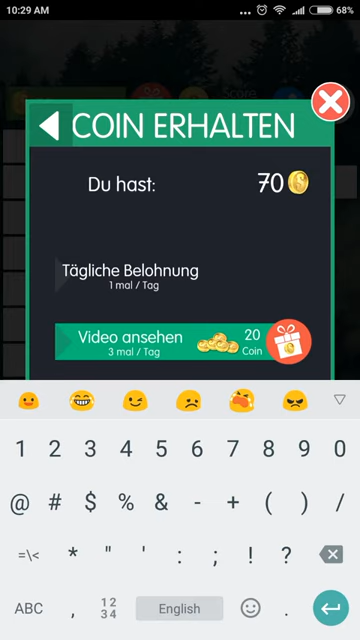 10:29 AM ... 68%
Score
COIN ERHALTEN
Du hast: 70
Tägliche Belohnung
1 mal / Tag
Video ansehen 20
3 mal / Tag Coin
1 2 3 4 5 6 7 8 9 0
@ # $ % & - + ( ) /
=\< * " ' : ; ! ?
ABC , 12 34 English .